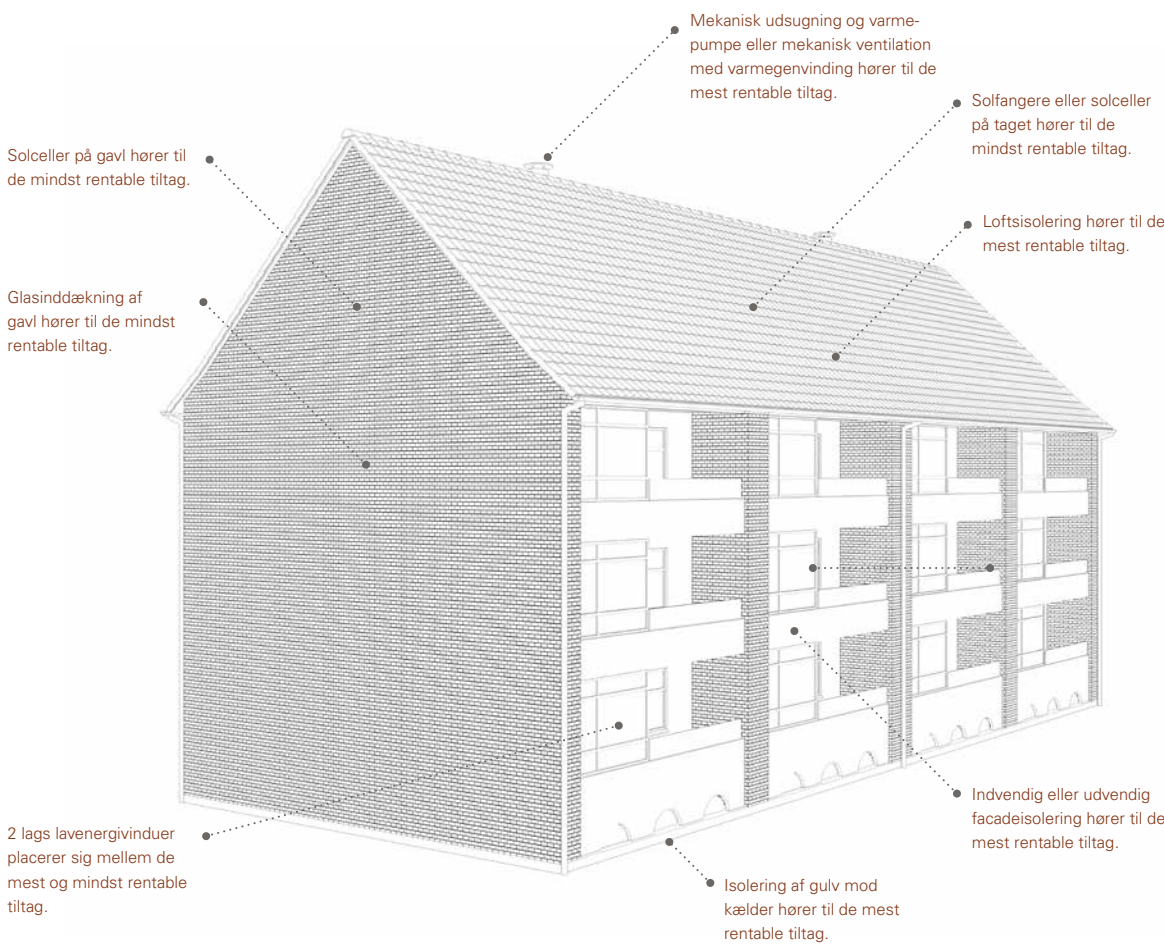 Mekanisk udsugning og varme-
pumpe eller mekanisk ventilation
med varmegenvinding hører til de
mest rentable tiltag.
Solfangere eller solceller
på taget hører til de
mindst rentable tiltag.
Solceller på gavl hører til
de mindst rentable tiltag.
Loftsisolering hører til de
mest rentable tiltag.
Glasinddækning af
gavl hører til de mindst
rentable tiltag.
2 lags lavenergivinduer
placerer sig mellem de
mest og mindst rentable
tiltag.
Indvendig eller udvendig
facadeisolering hører til de
mest rentable tiltag.
Isolering af gulv mod
kælder hører til de mest
rentable tiltag.